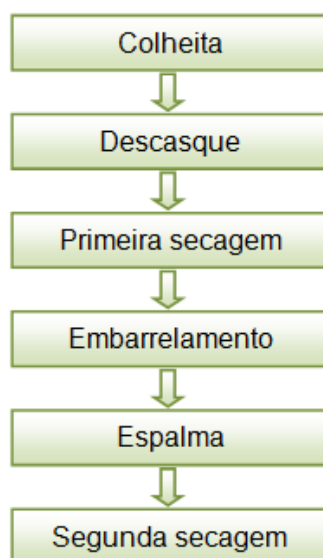 Colheita
Descasque
Primeira secagem
Embarrelamento
Espalma
Segunda secagem